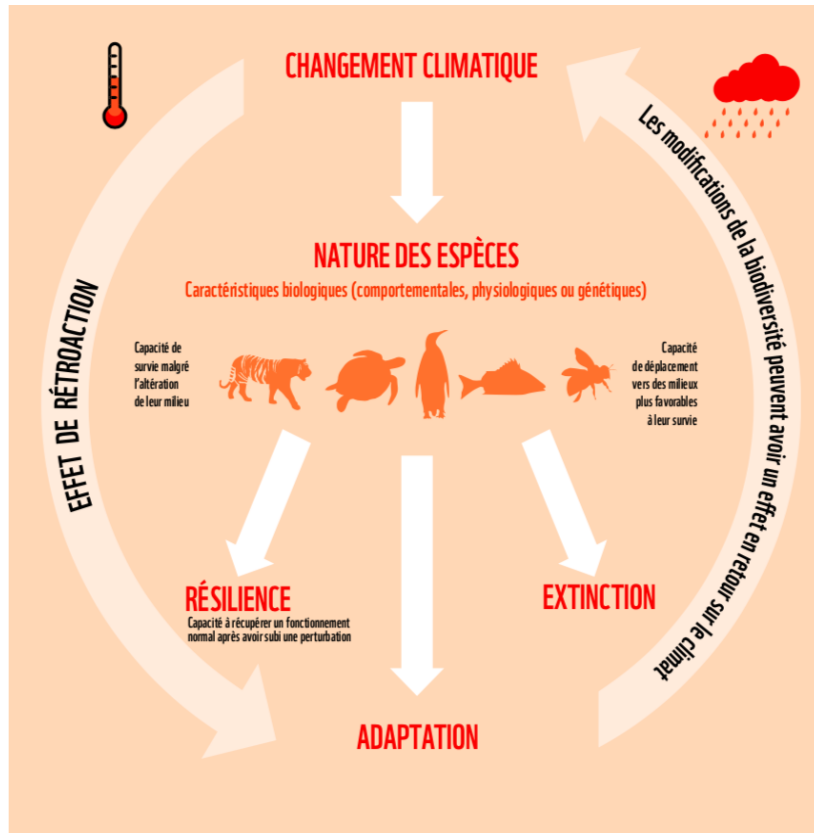 CHANGEMENT CLIMATIQUE
Les modifications de la biodiversité peuvent avoir un effet en retour sur le climat
EFFET DE RÉTROACTION
NATURE DES ESPÈCES
Caractéristiques biologiques (comportementales, physiologiques ou génétiques)
Capacité de
survie malgré
l'altération
de leur milieu
Capacité
de déplacement
vers des milieux
plus favorables
à leur survie
RÉSILIENCE
Capacité à récupérer un fonctionnement
normal après avoir subi une perturbation
EXTINCTION
ADAPTATION